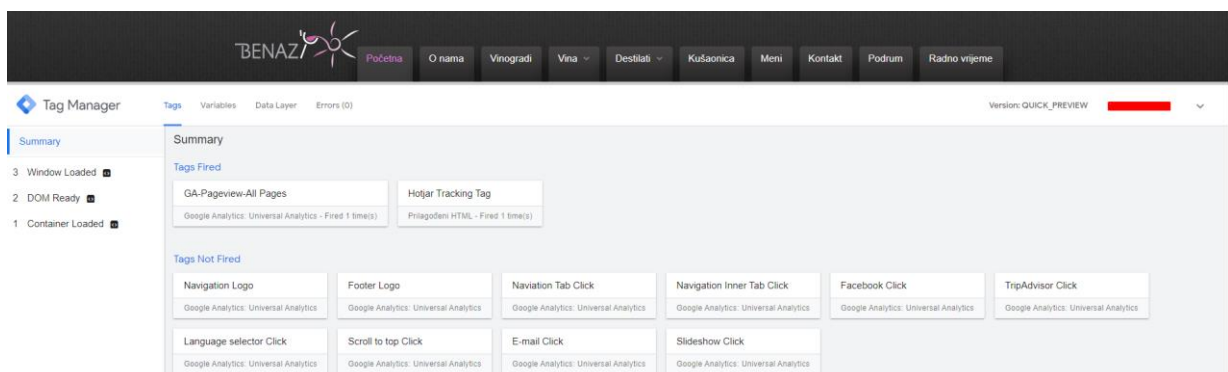 BENAZIĆ
Početna O nama Vinogradi Vina Destilati Kušaonica Meni Kontakt Podrum Radno vrijeme
Tag Manager Tags Variables Data Layer Errors (0) Version: QUICK_PREVIEW
Summary
3 Window Loaded
2 DOM Ready
1 Container Loaded
Summary
Tags Fired
GA-Pageview-All Pages Hotjar Tracking Tag
Google Analytics: Universal Analytics - Fired 1 time(s) Prilagođeni HTML - Fired 1 time(s)
Tags Not Fired
Navigation Logo Footer Logo Naviation Tab Click Navigation Inner Tab Click Facebook Click TripAdvisor Click
Google Analytics: Universal Analytics Google Analytics: Universal Analytics Google Analytics: Universal Analytics Google Analytics: Universal Analytics Google Analytics: Universal Analytics Google Analytics: Universal Analytics
Language selector Click Scroll to top Click E-mail Click Slideshow Click
Google Analytics: Universal Analytics Google Analytics: Universal Analytics Google Analytics: Universal Analytics Google Analytics: Universal Analytics